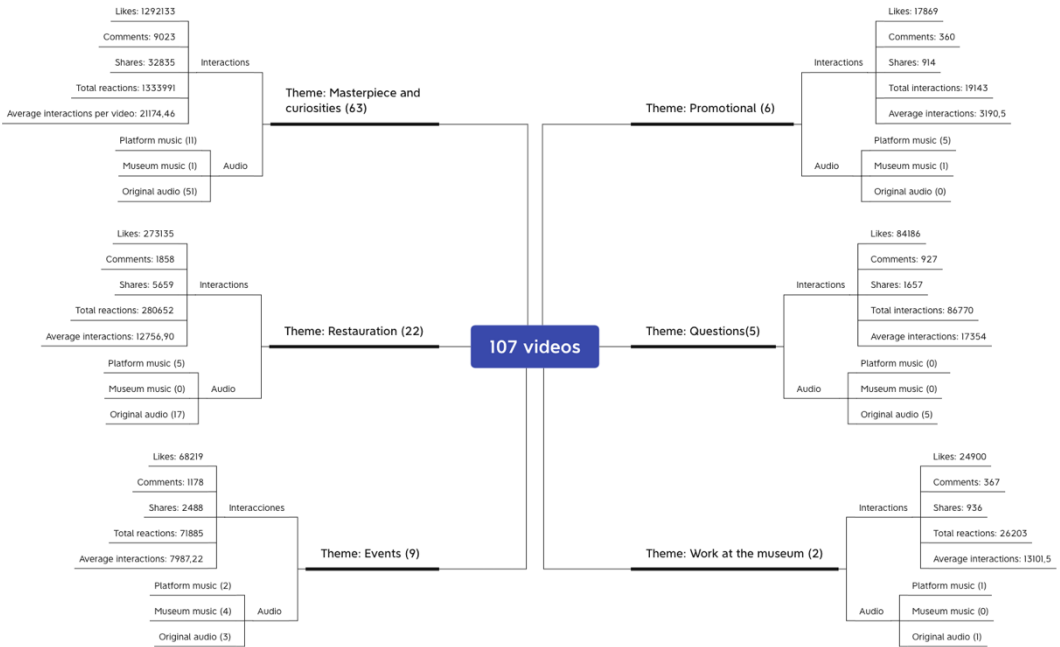 Likes: 1292133
Comments: 9023
Shares: 32835
Total reactions: 1333991
Average interactions per video: 21174,46
Interactions
Theme: Masterpiece and
curiosities (63)
Platform music (11)
Museum music (1)
Original audio (51)
Audio
Likes: 273135
Comments: 1858
Shares: 5659
Total reactions: 280652
Average interactions: 12756,90
Interactions
Theme: Restauration (22)
Platform music (5)
Museum music (0)
Original audio (17)
Audio
Likes: 68219
Comments: 1178
Shares: 2488
Total reactions: 71885
Average interactions: 7987,22
Interacciones
Theme: Events (9)
Platform music (2)
Museum music (4)
Original audio (3)
Audio
107 videos
Theme: Promotional (6)
Interactions
Likes: 17869
Comments: 360
Shares: 914
Total interactions: 19143
Average interactions: 3190,5
Audio
Platform music (5)
Museum music (1)
Original audio (0)
Theme: Questions(5)
Interactions
Likes: 84186
Comments: 927
Shares: 1657
Total interactions: 86770
Average interactions: 17354
Audio
Platform music (0)
Museum music (0)
Original audio (5)
Theme: Work at the museum (2)
Interactions
Likes: 24900
Comments: 367
Shares: 936
Total reactions: 26203
Average interactions: 13101,5
Audio
Platform music (1)
Museum music (0)
Original audio (1)